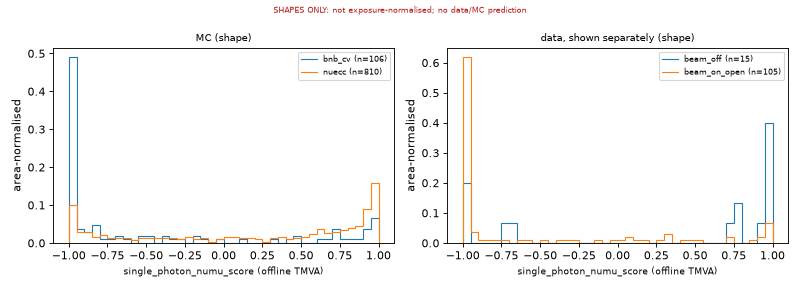 SHAPES ONLY: not exposure-normalised; no data/MC prediction
MC (shape)
bnb_cv (n=106)
nuecc (n=810)
area-normalised
0.5
0.4
0.3
0.2
0.1
0.0
−1.00 −0.75 −0.50 −0.25 0.00 0.25 0.50 0.75 1.00
single_photon_numu_score (offline TMVA)
data, shown separately (shape)
beam_off (n=15)
beam_on_open (n=105)
area-normalised
0.6
0.5
0.4
0.3
0.2
0.1
0.0
−1.00 −0.75 −0.50 −0.25 0.00 0.25 0.50 0.75 1.00
single_photon_numu_score (offline TMVA)